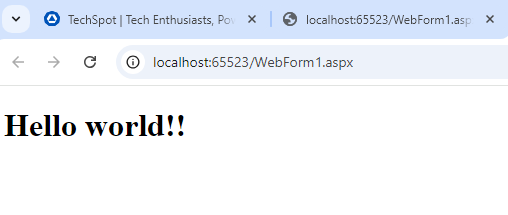 TechSpot | Tech Enthusiasts, Pow
localhost:65523/WebForm1.asp
localhost:65523/WebForm1.aspx
Hello world!!